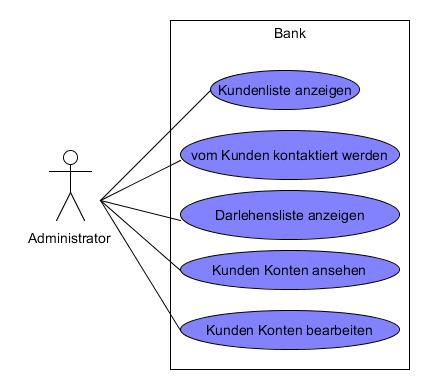 Bank
Kundenliste anzeigen
vom Kunden kontaktiert werden
Darlehensliste anzeigen
Administrator
Kunden Konten ansehen
Kunden Konten bearbeiten